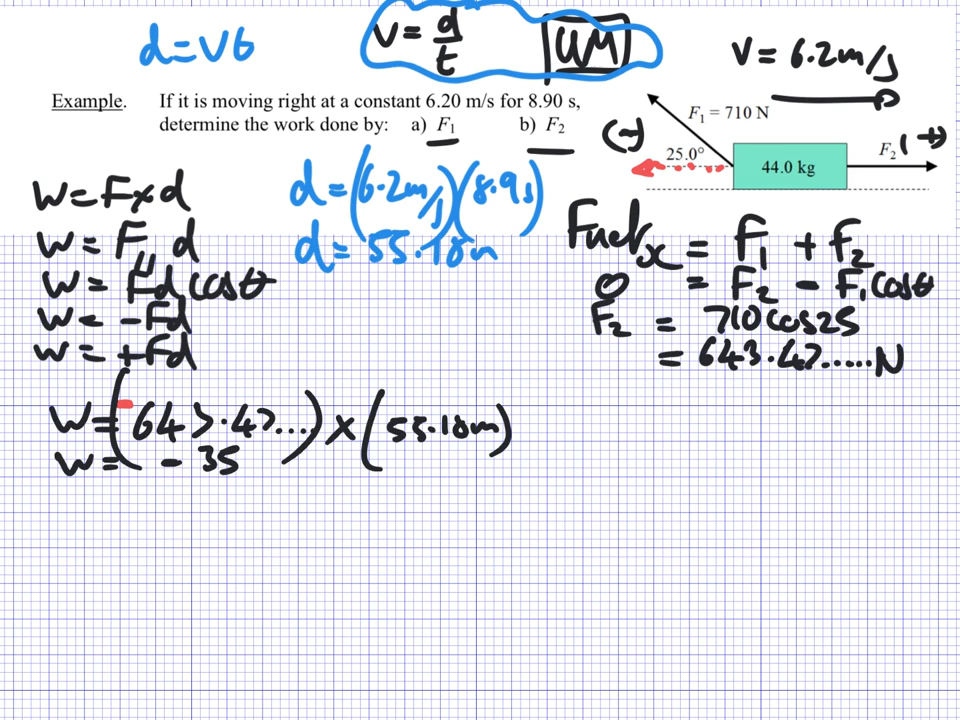 d = vt
v = d/t
UM
v = 6.2m/s
Example. If it is moving right at a constant 6.20 m/s for 8.90 s,
determine the work done by: a) F₁ b) F₂
F₁ = 710 N
(-)
25.0°
44.0 kg
F₂ (+)
W = F x d
W = F∥ d
W = Fd cosθ
W = -Fd
W = +Fd
d = (6.2m/s)(8.9s)
d = 55.18m
= F₁ + F₂
0 = F₂ - F₁cosθ
F₂ = 710cos25
= 643.47.....N
W = (-643.47....) x (55.18m)
W = - 35